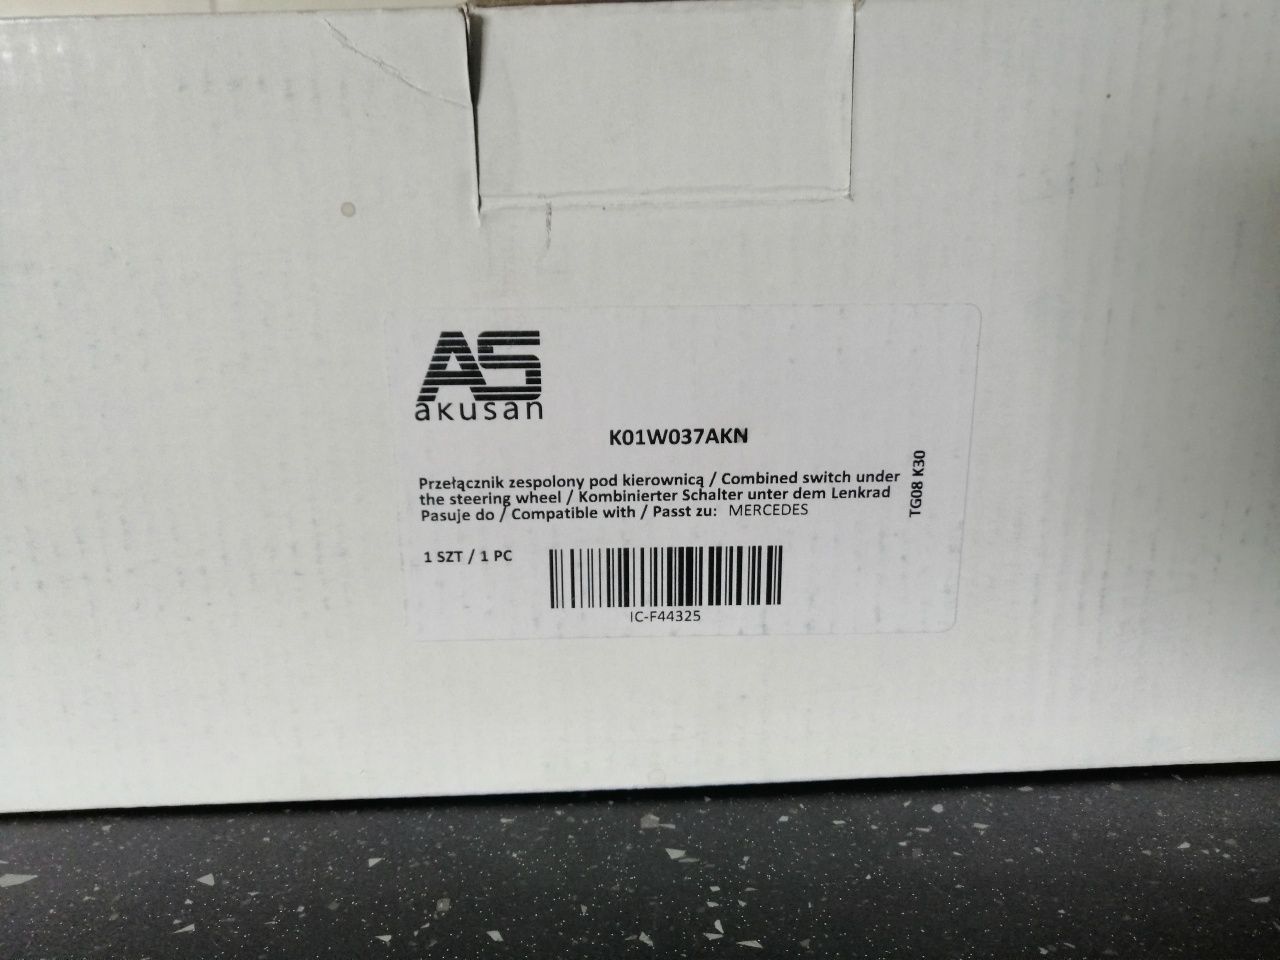 AS
akusan
K01W037AKN
Przełącznik zespolony pod kierownicą / Combined switch under
the steering wheel / Kombinierter Schalter unter dem Lenkrad
Pasuje do / Compatible with / Passt zu: MERCEDES
TG08 K30
1 SZT / 1 PC
IC-F44325